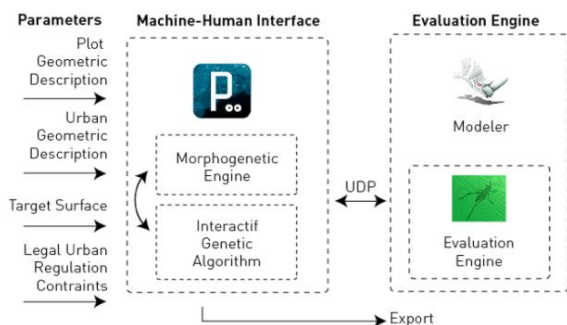 Parameters
Plot
Geometric
Description
Urban
Geometric
Description
Target Surface
Legal Urban
Regulation
Contraints
Machine-Human Interface
P
Morphogenetic
Engine
Interactif
Genetic
Algorithm
UDP
Evaluation Engine
Modeler
Evaluation
Engine
Export